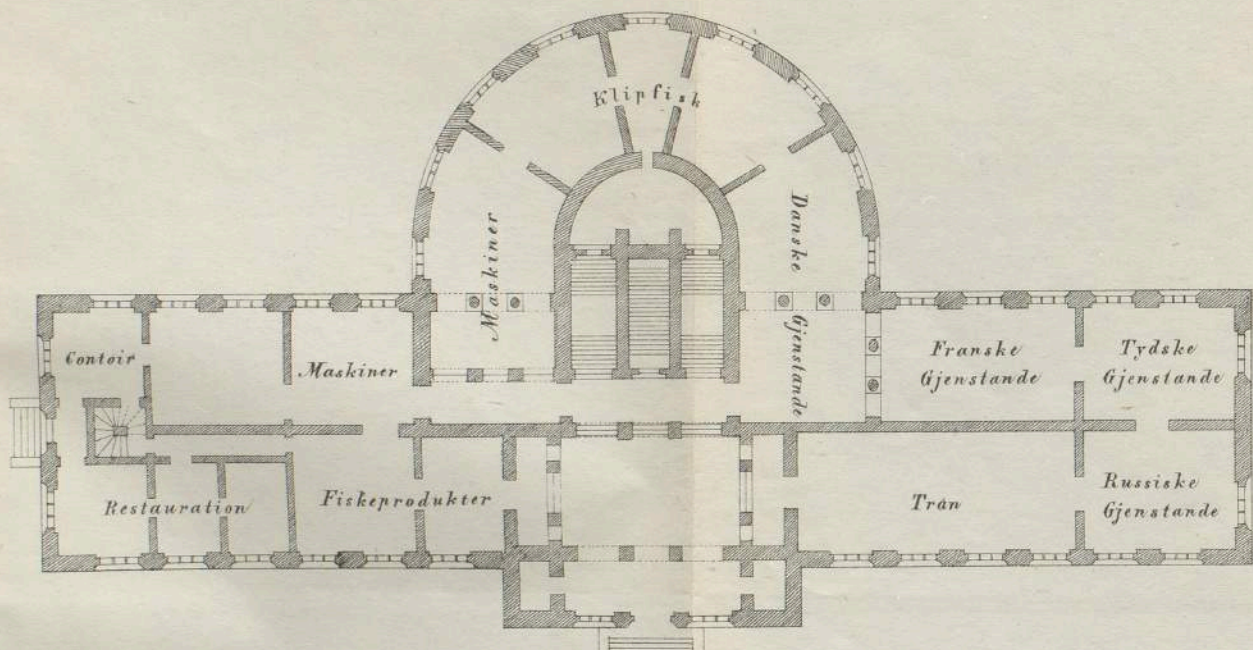 Klipfisk
Maskiner
Danske
Gjenstande
Contoir
Maskiner
Franske
Gjenstande
Tydske
Gjenstande
Restauration
Fiskeprodukter
Tran
Russiske
Gjenstande